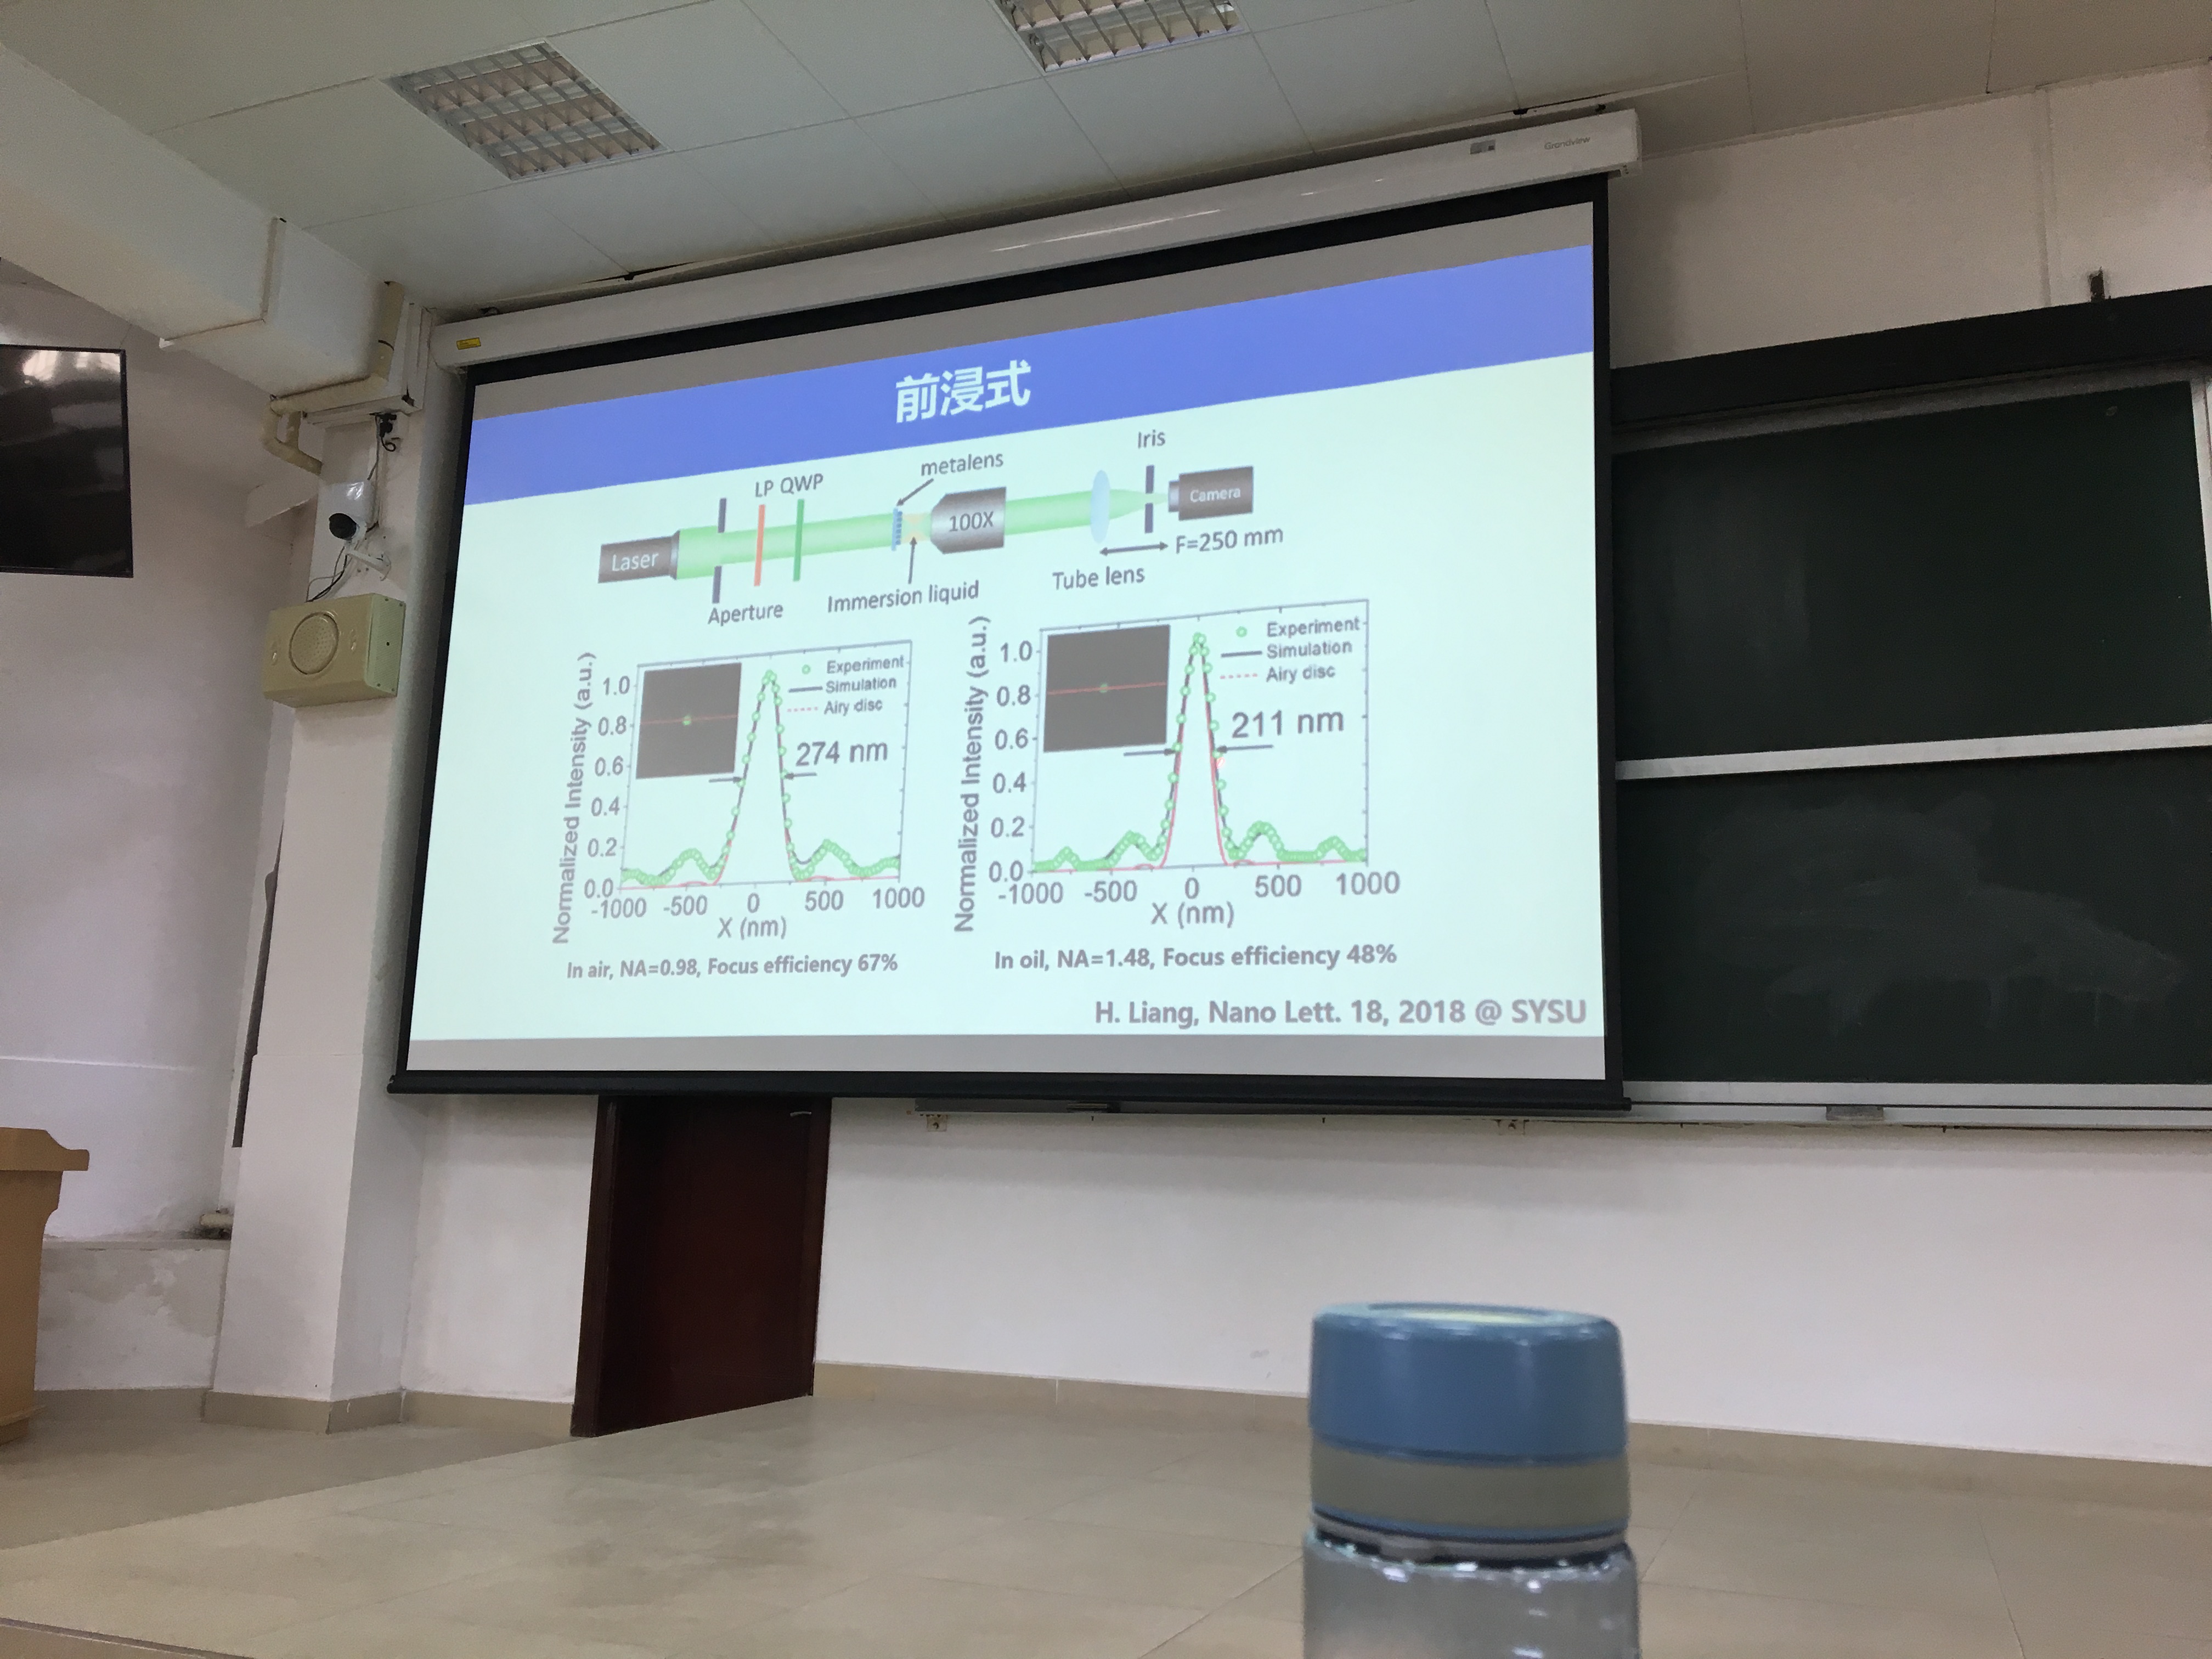 Grandview
前浸式
Iris
metalens
LP QWP
Camera
100X
Laser
F=250 mm
Tube lens
Immersion liquid
Aperture
Normalized Intensity (a.u.)
1.0
0.8
0.6
0.4
0.2
0.0
Experiment
Simulation
Airy disc
274 nm
-1000 -500 0 500 1000
X (nm)
In air, NA=0.98, Focus efficiency 67%
Normalized Intensity (a.u.)
1.0
0.8
0.6
0.4
0.2
0.0
Experiment
Simulation
Airy disc
211 nm
-1000 -500 0 500 1000
X (nm)
In oil, NA=1.48, Focus efficiency 48%
H. Liang, Nano Lett. 18, 2018 @ SYSU